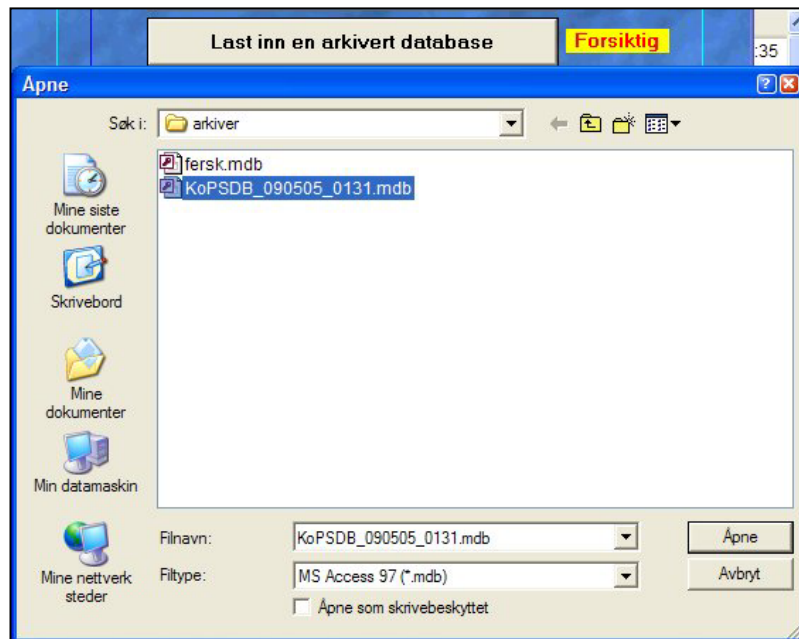 Last inn en arkivert database
Forsiktig
:35
Åpne
Søk i:
arkiver
fersk.mdb
KoPSDB_090505_0131.mdb
Mine siste
dokumenter
Skrivebord
Mine
dokumenter
Min datamaskin
Mine nettverk
steder
Filnavn:
KoPSDB_090505_0131.mdb
Åpne
Filtype:
MS Access 97 (*.mdb)
Avbryt
Åpne som skrivebeskyttet